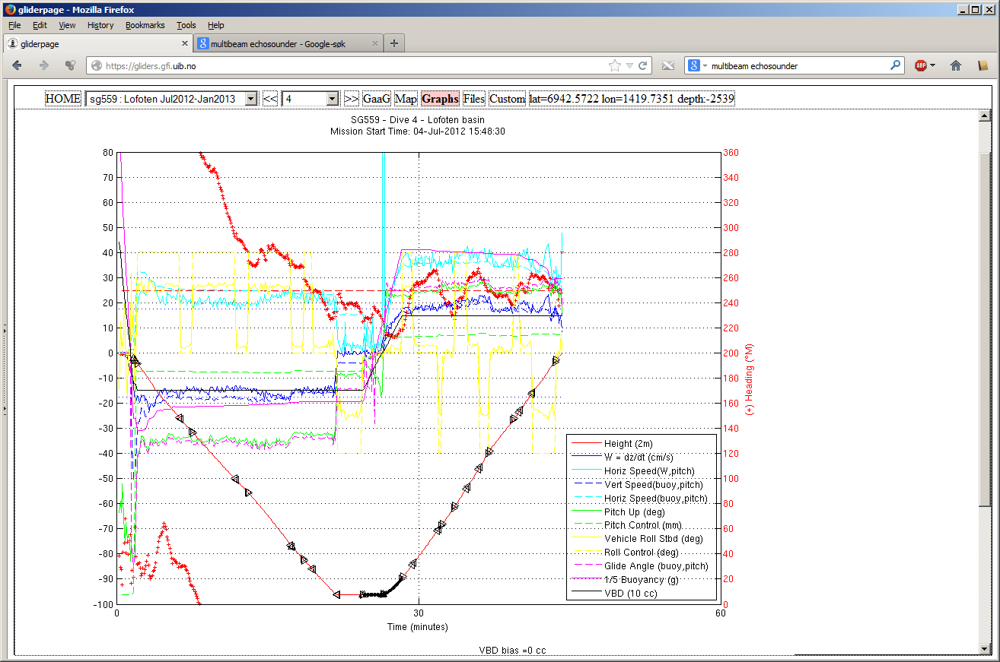 gliderpage - Mozilla Firefox
File Edit View History Bookmarks Tools Help
gliderpage
multibeam echosounder - Google-søk
https://gliders.gfi.uib.no
multibeam echosounder
ABP
HOME sg559 : Lofoten Jul2012-Jan2013 << 4 >> GaaG Map Graphs Files Custom lat=6942.5722 lon=1419.7351 depth:-2539
SG559 - Dive 4 - Lofoten basin
Mission Start Time: 04-Jul-2012 15:48:30
80 360
70 340
60 320
50 300
40 280
30 260
20 240
10 220
0 200
-10 180
-20 160
-30 140
-40 120
-50 100
-60 80
-70 60
-80 40
-90 20
-100 0
(+) Heading (°M)
Height (2m)
W = dz/dt (cm/s)
Horiz Speed(W,pitch)
Vert Speed(buoy,pitch)
Horiz Speed(buoy,pitch)
Pitch Up (deg)
Pitch Control (mm)
Vehicle Roll Stbd (deg)
Roll Control (deg)
Glide Angle (buoy,pitch)
1/5 Buoyancy (g)
VBD (10 cc)
0 30 60
Time (minutes)
VBD bias =0 cc